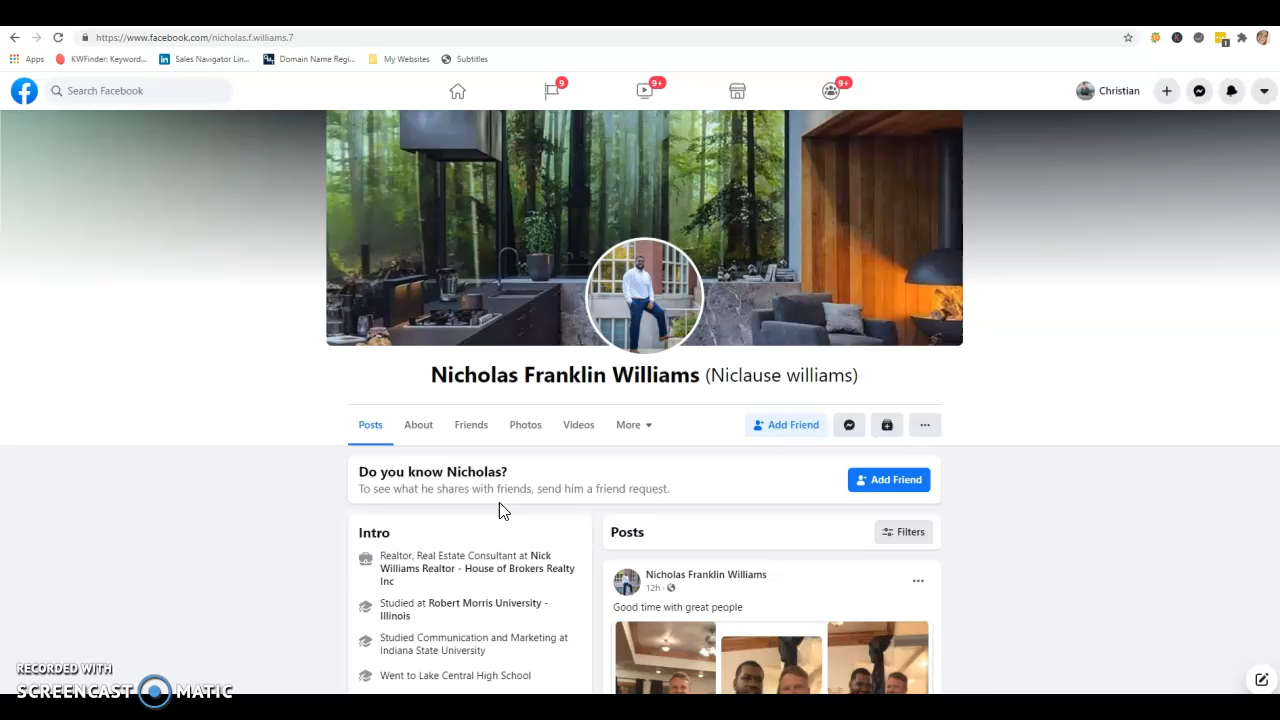 https://www.facebook.com/nicholas.f.williams.7
Apps
KWFinder: Keyword...
Sales Navigator Lin...
Domain Name Regi...
My Websites
Subtitles
1
Search Facebook
9
9+
9+
Christian
Nicholas Franklin Williams (Niclause williams)
Posts
About
Friends
Photos
Videos
More
Add Friend
Do you know Nicholas?
To see what he shares with friends, send him a friend request.
Add Friend
Intro
Realtor, Real Estate Consultant at Nick
Williams Realtor - House of Brokers Realty
Inc
Studied at Robert Morris University -
Illinois
Studied Communication and Marketing at
Indiana State University
Went to Lake Central High School
Posts
Filters
Nicholas Franklin Williams
12h ·
Good time with great people
RECORDED WITH
SCREENCAST MATIC